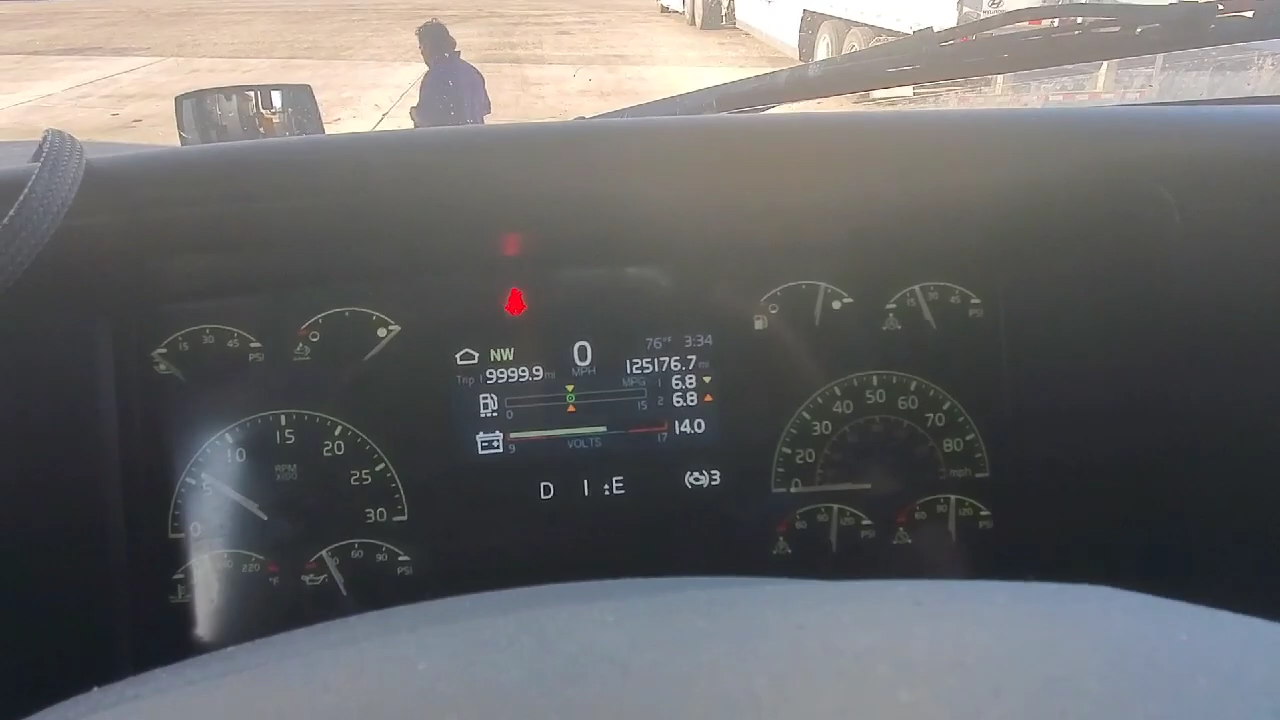 HYUNDAI
76°F 3:34
NW 0 125176.7 mi
MPH
Trip 1 9999.9 mi
MPG 1 6.8
2 6.8
0 15
14.0
9 VOLTS 17
D I E 3
15 30 45 PSI
0 5 10 15 20 25 30
RPM X100
220 °F
60 90 PSI
15 30 45 PSI
0 20 30 40 50 60 70 80
mph
60 90 120 PSI
60 90 120 PSI